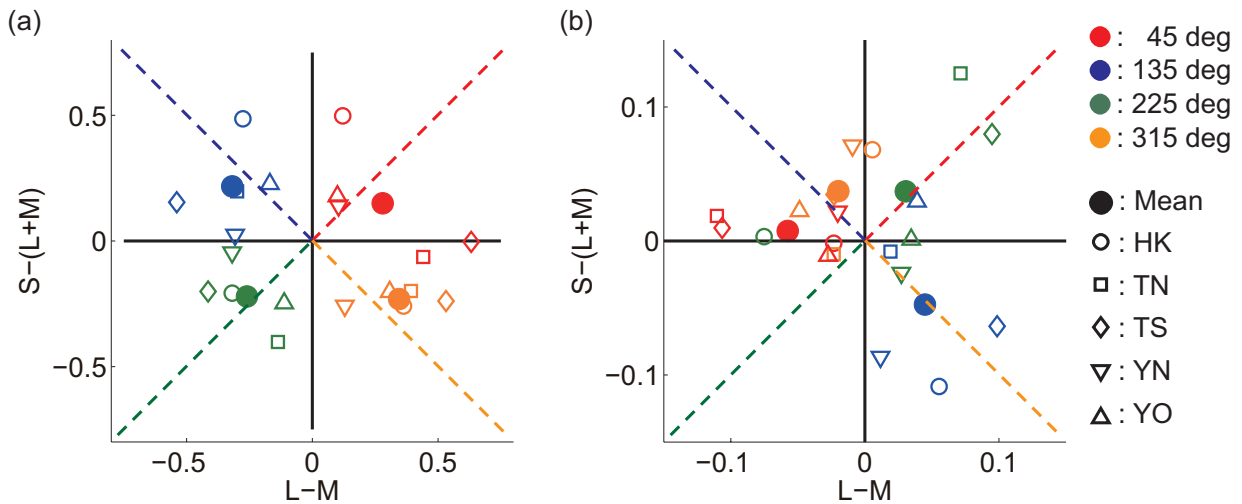 (a)
0.5
0
−0.5
S−(L+M)
−0.5
0
0.5
L−M
(b)
0.1
0
−0.1
S−(L+M)
−0.1
0
0.1
L−M
: 45 deg
: 135 deg
: 225 deg
: 315 deg
: Mean
: HK
: TN
: TS
: YN
: YO